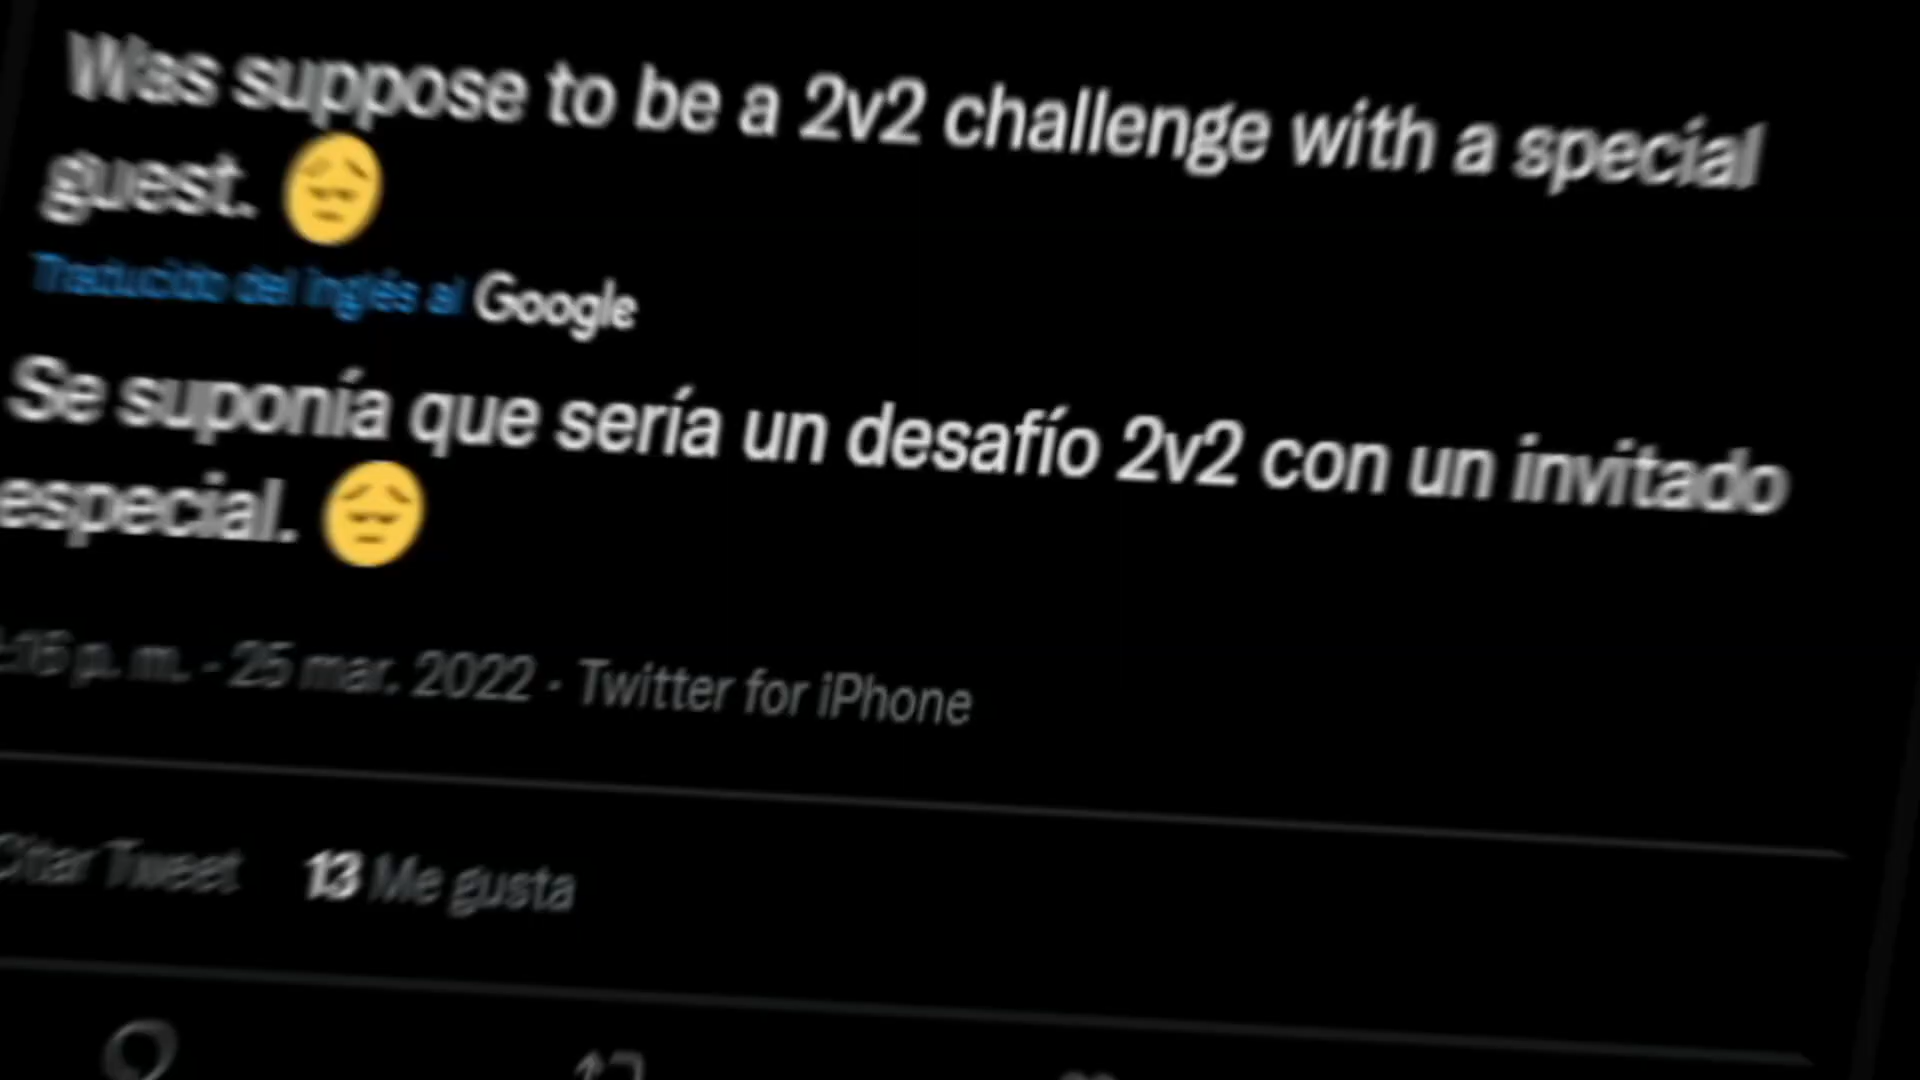 Was suppose to be a 2v2 challenge with a special
guest. 😔
Traducido del inglés al Google
Se suponía que sería un desafío 2v2 con un invitado
especial. 😔
:16 p. m. · 25 mar. 2022 · Twitter for iPhone
Citar Tweet 13 Me gusta